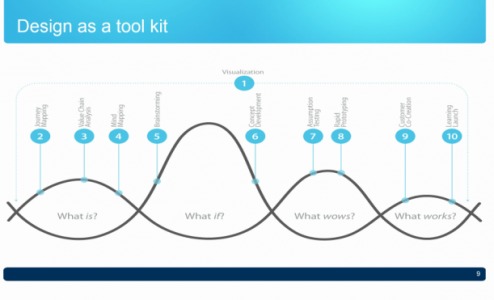 Design as a tool kit
Visualization
1
Journey
Mapping
2
Value Chain
Analysis
3
Mind
Mapping
4
Brainstorming
5
Concept
Development
6
Assumption
Testing
7
Rapid
Prototyping
8
Customer
Co-Creation
9
Learning
Launch
10
What is?
What if?
What wows?
What works?
9